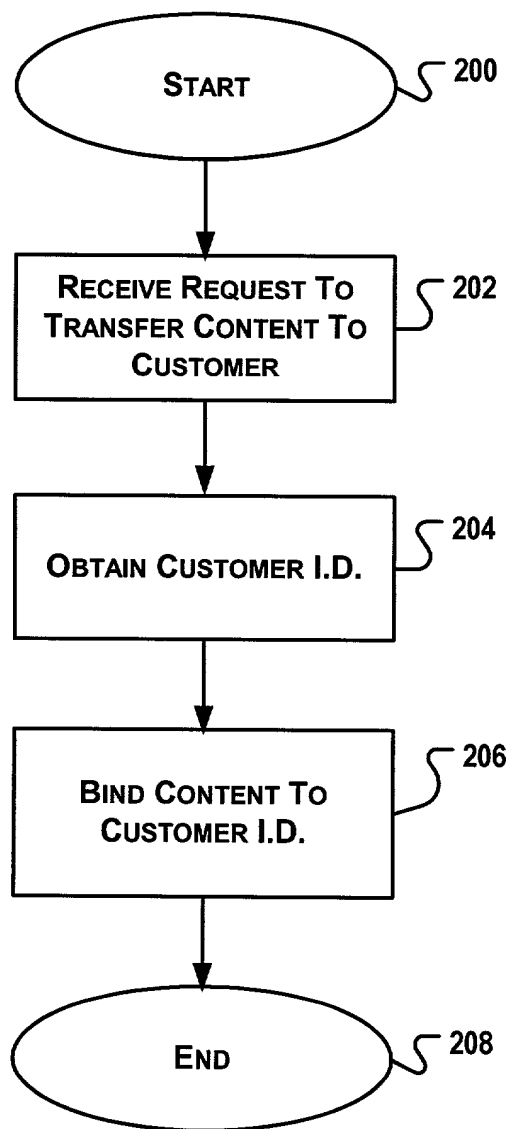 START
200
RECEIVE REQUEST TO
TRANSFER CONTENT TO
CUSTOMER
202
OBTAIN CUSTOMER I.D.
204
BIND CONTENT TO
CUSTOMER I.D.
206
END
208